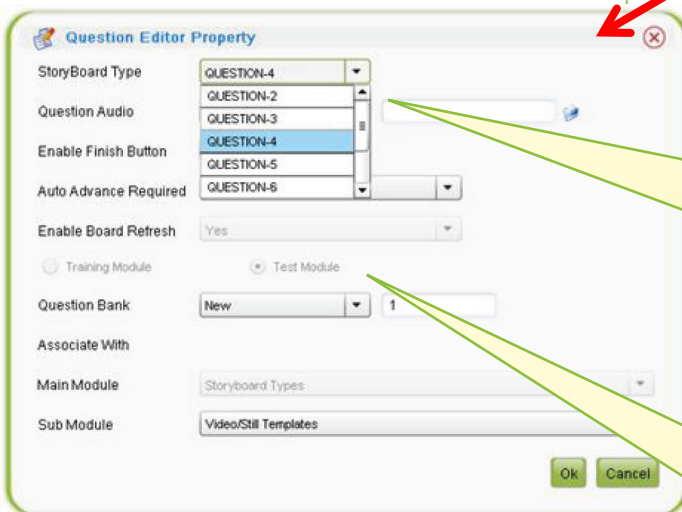 Question Editor Property
StoryBoard Type QUESTION-4
QUESTION-2
Question Audio
QUESTION-3
QUESTION-4
Enable Finish Button
QUESTION-5
Auto Advance Required QUESTION-6
Enable Board Refresh Yes
Training Module Test Module
Question Bank New 1
Associate With
Main Module Storyboard Types
Sub Module Video/Still Templates
Ok Cancel